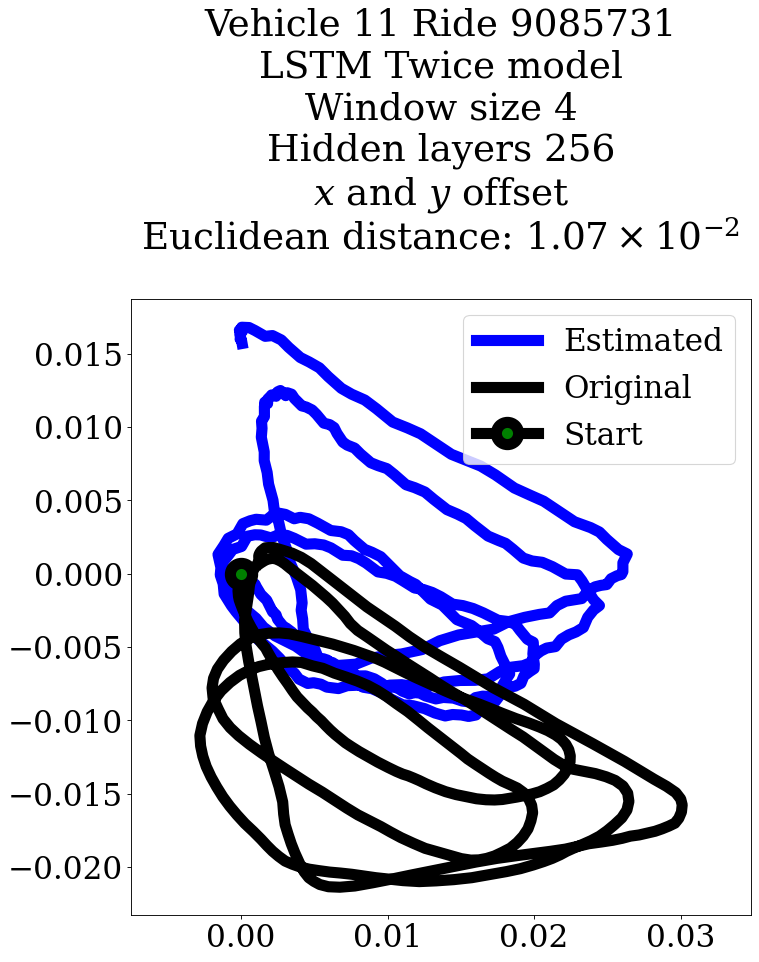 Vehicle 11 Ride 9085731
LSTM Twice model
Window size 4
Hidden layers 256
x and y offset
Euclidean distance: 1.07 × 10⁻²
Estimated
Original
Start
0.015
0.010
0.005
0.000
−0.005
−0.010
−0.015
−0.020
0.00 0.01 0.02 0.03